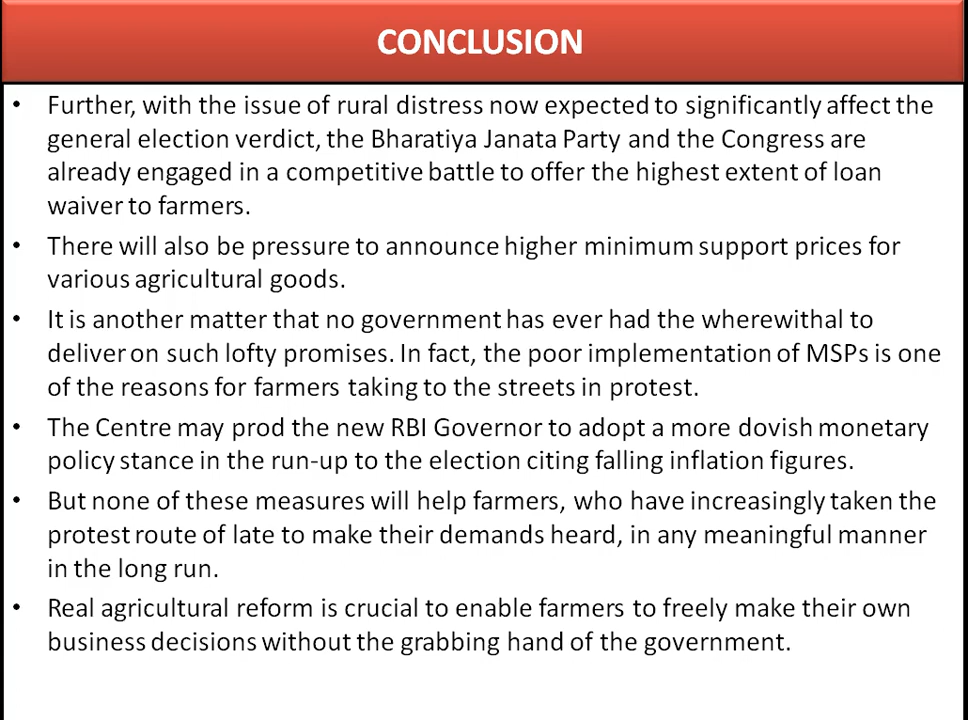 CONCLUSION
• Further, with the issue of rural distress now expected to significantly affect the
general election verdict, the Bharatiya Janata Party and the Congress are
already engaged in a competitive battle to offer the highest extent of loan
waiver to farmers.
• There will also be pressure to announce higher minimum support prices for
various agricultural goods.
• It is another matter that no government has ever had the wherewithal to
deliver on such lofty promises. In fact, the poor implementation of MSPs is one
of the reasons for farmers taking to the streets in protest.
• The Centre may prod the new RBI Governor to adopt a more dovish monetary
policy stance in the run-up to the election citing falling inflation figures.
• But none of these measures will help farmers, who have increasingly taken the
protest route of late to make their demands heard, in any meaningful manner
in the long run.
• Real agricultural reform is crucial to enable farmers to freely make their own
business decisions without the grabbing hand of the government.